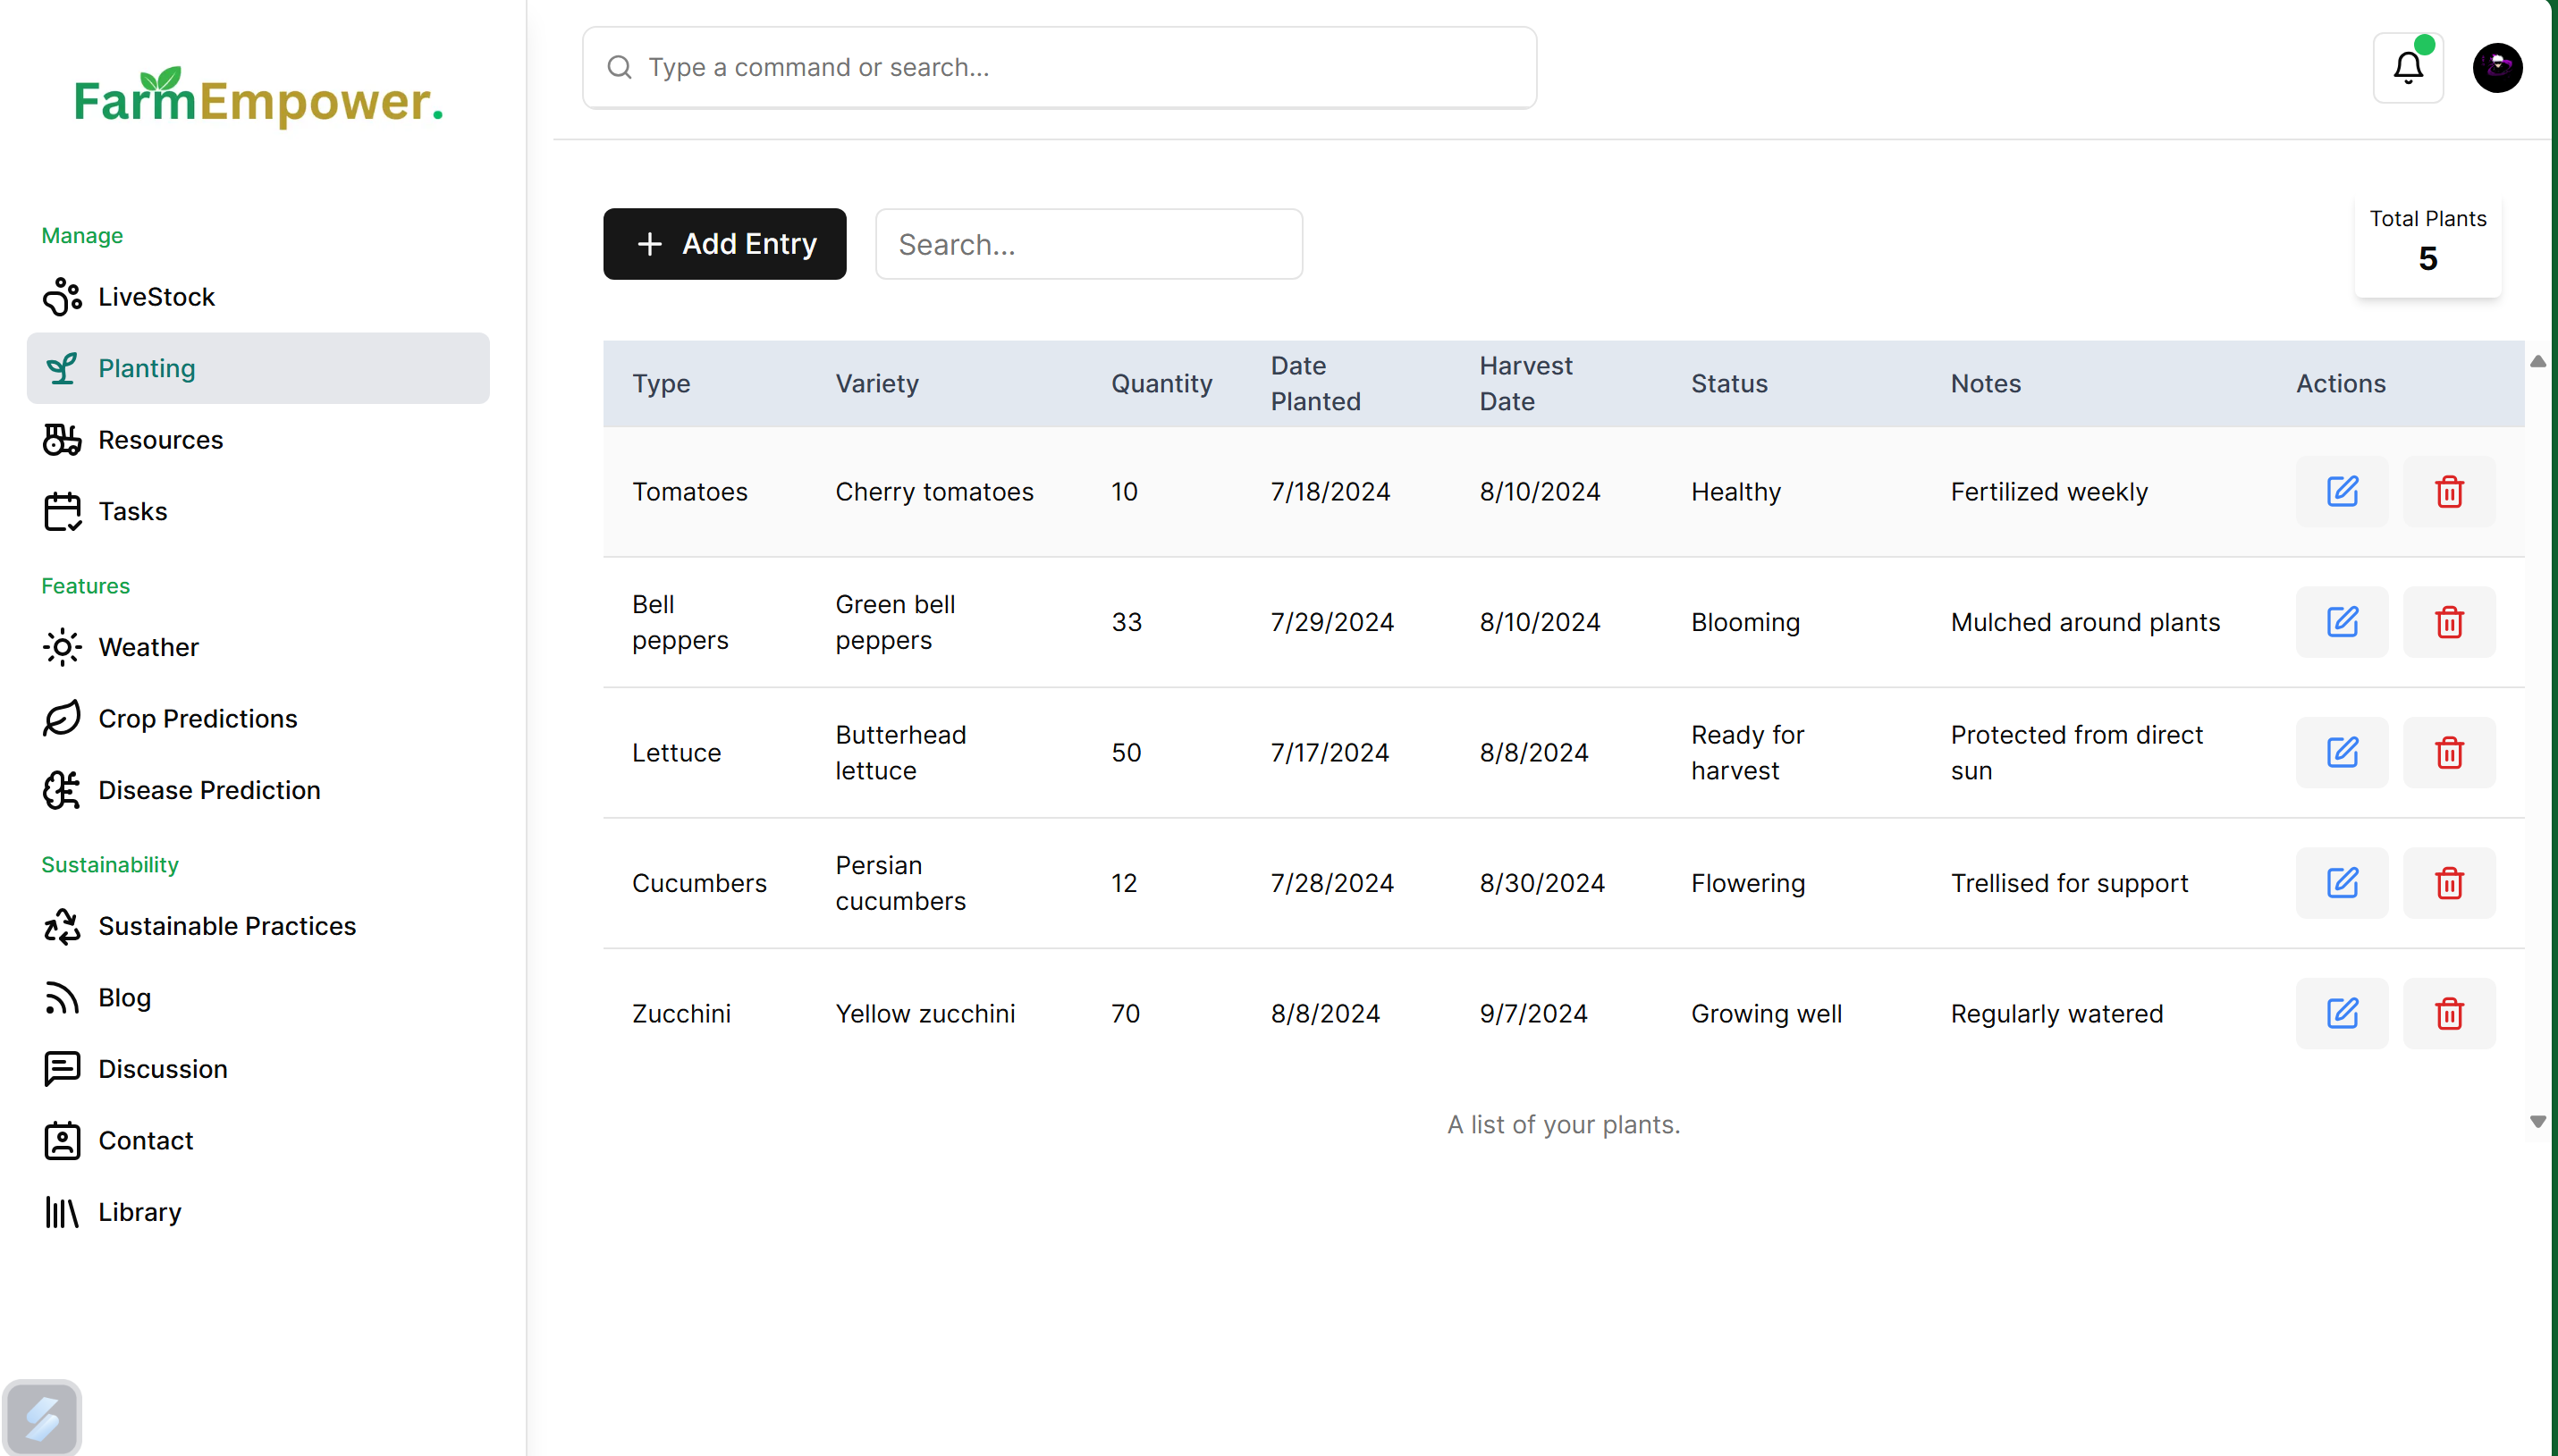 FarmEmpower.
Manage
LiveStock
Planting
Resources
Tasks
Features
Weather
Crop Predictions
Disease Prediction
Sustainability
Sustainable Practices
Blog
Discussion
Contact
Library
Type a command or search...
Add Entry
Search...
Total Plants
5
Type Variety Quantity Date Planted Harvest Date Status Notes Actions
Tomatoes Cherry tomatoes 10 7/18/2024 8/10/2024 Healthy Fertilized weekly
Bell peppers Green bell peppers 33 7/29/2024 8/10/2024 Blooming Mulched around plants
Lettuce Butterhead lettuce 50 7/17/2024 8/8/2024 Ready for harvest Protected from direct sun
Cucumbers Persian cucumbers 12 7/28/2024 8/30/2024 Flowering Trellised for support
Zucchini Yellow zucchini 70 8/8/2024 9/7/2024 Growing well Regularly watered
A list of your plants.